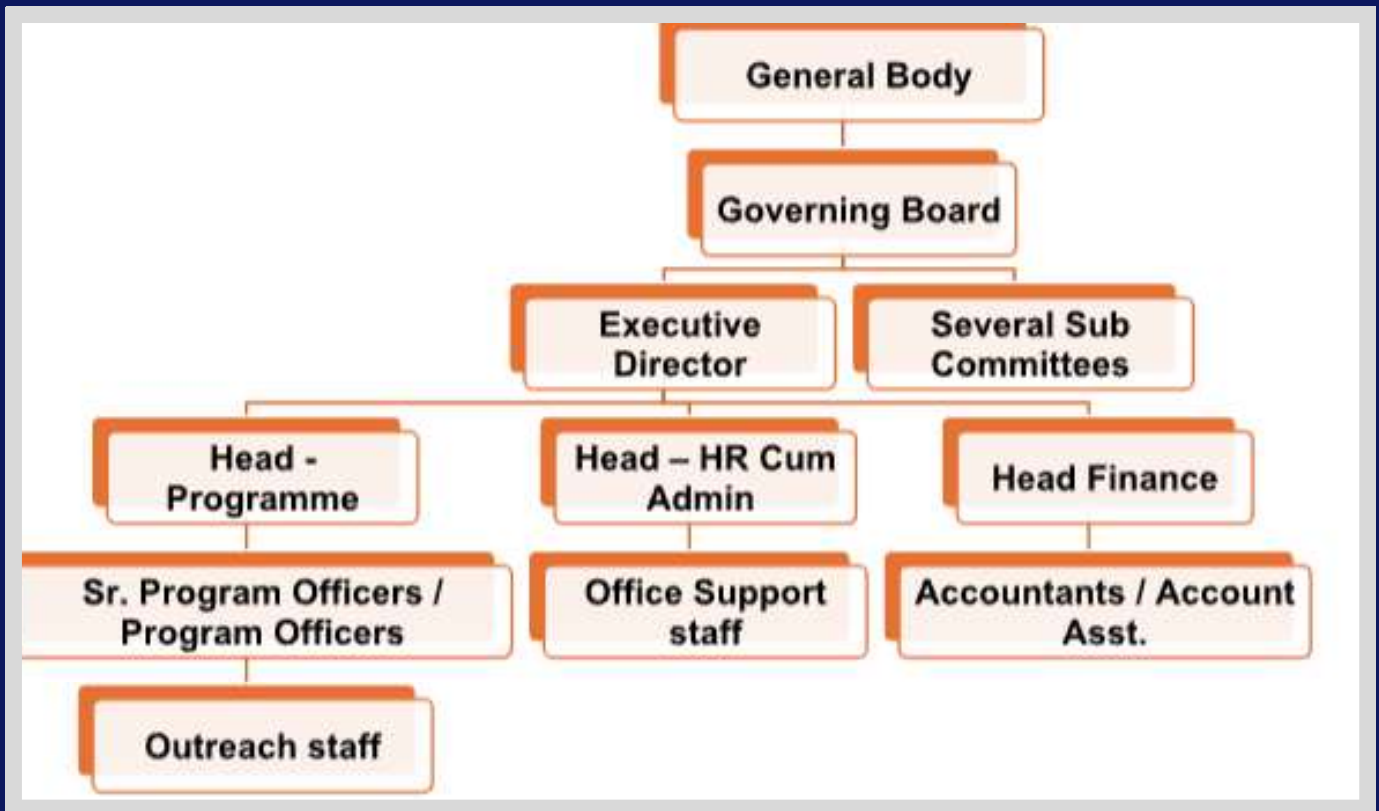 General Body
Governing Board
Executive
Director
Several Sub
Committees
Head -
Programme
Head – HR Cum
Admin
Head Finance
Sr. Program Officers /
Program Officers
Office Support
staff
Accountants / Account
Asst.
Outreach staff